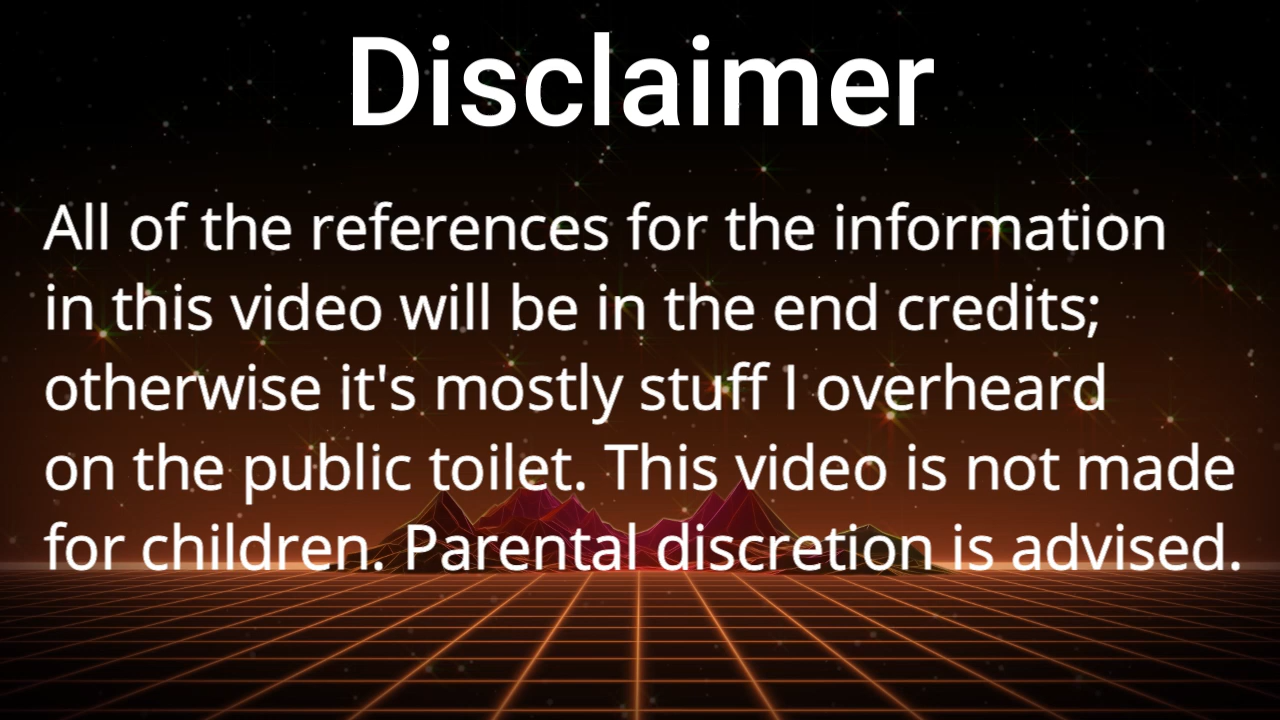 Disclaimer
All of the references for the information
in this video will be in the end credits;
otherwise it's mostly stuff I overheard
on the public toilet. This video is not made
for children. Parental discretion is advised.